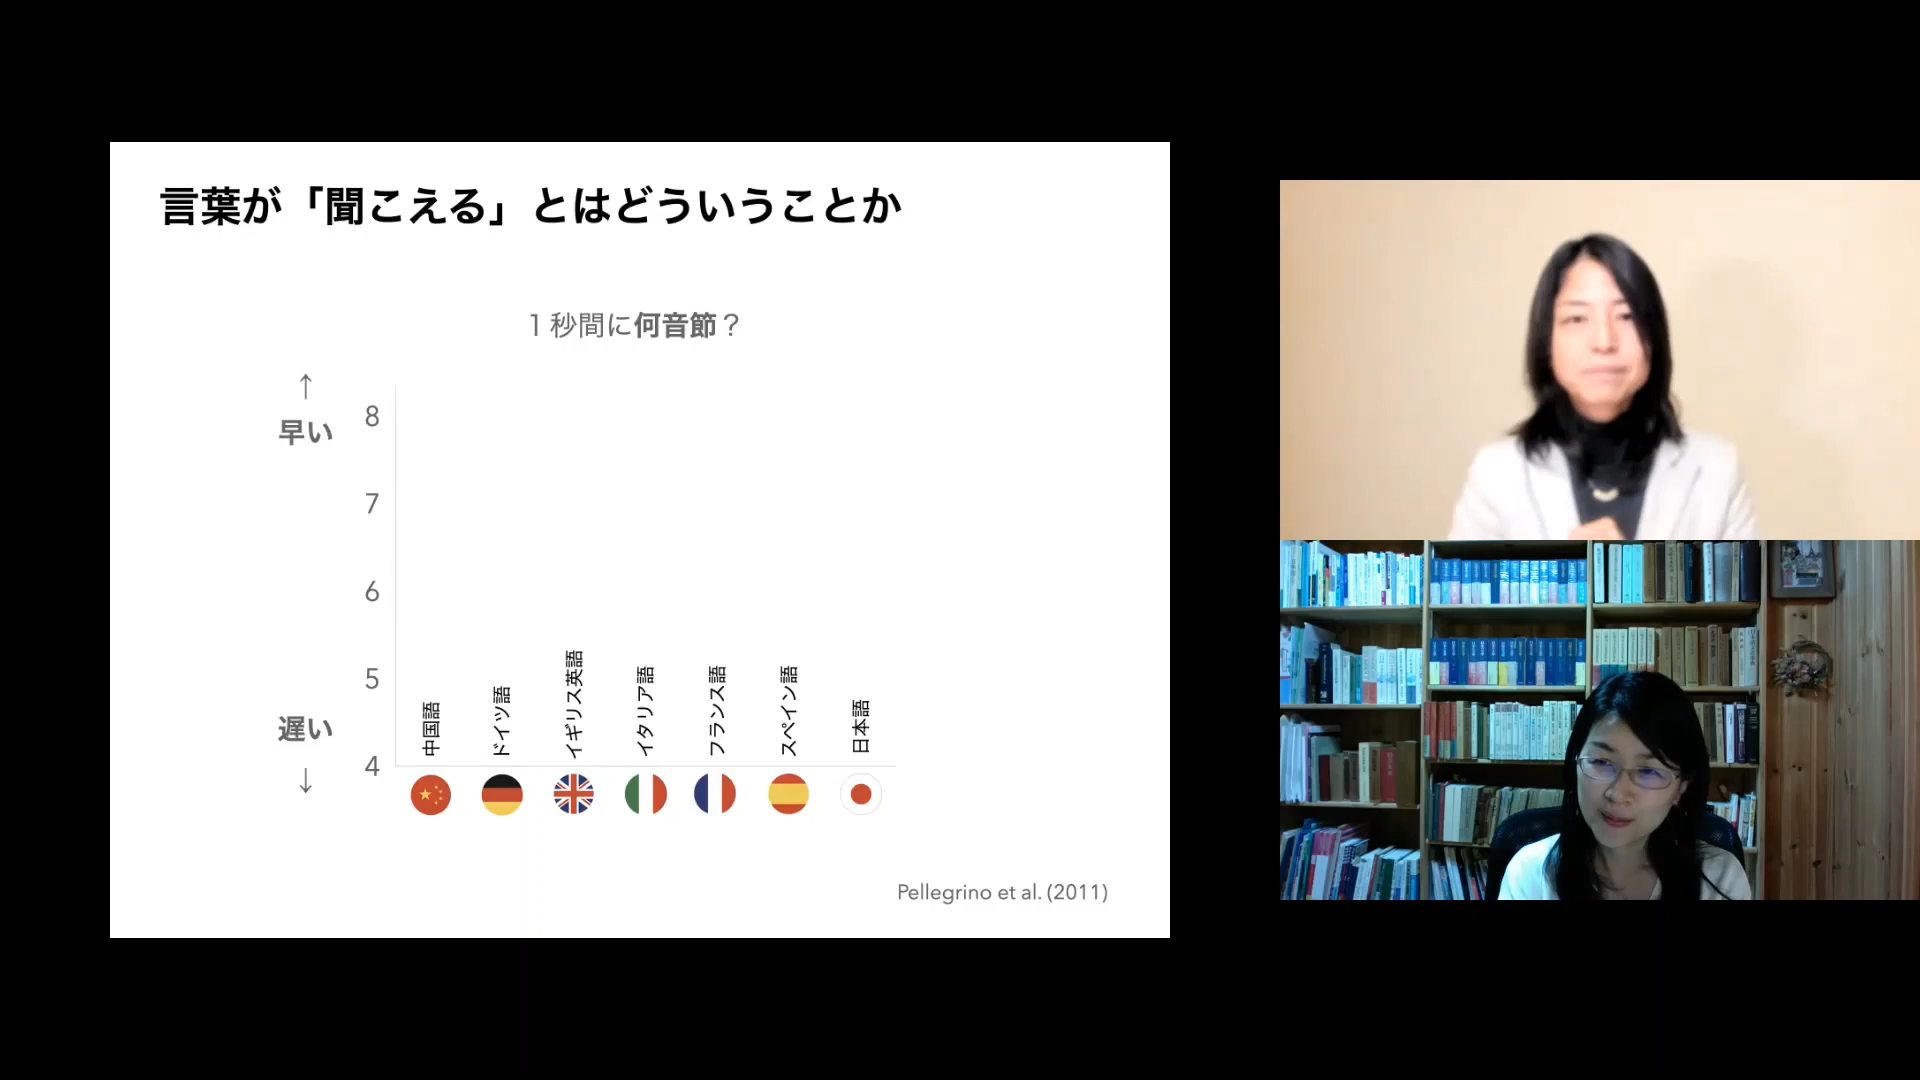 言葉が「聞こえる」とはどういうことか
1秒間に何音節？
↑
早い
8
7
6
5
4
遅い
↓
中国語
ドイツ語
イギリス英語
イタリア語
フランス語
スペイン語
日本語
Pellegrino et al. (2011)